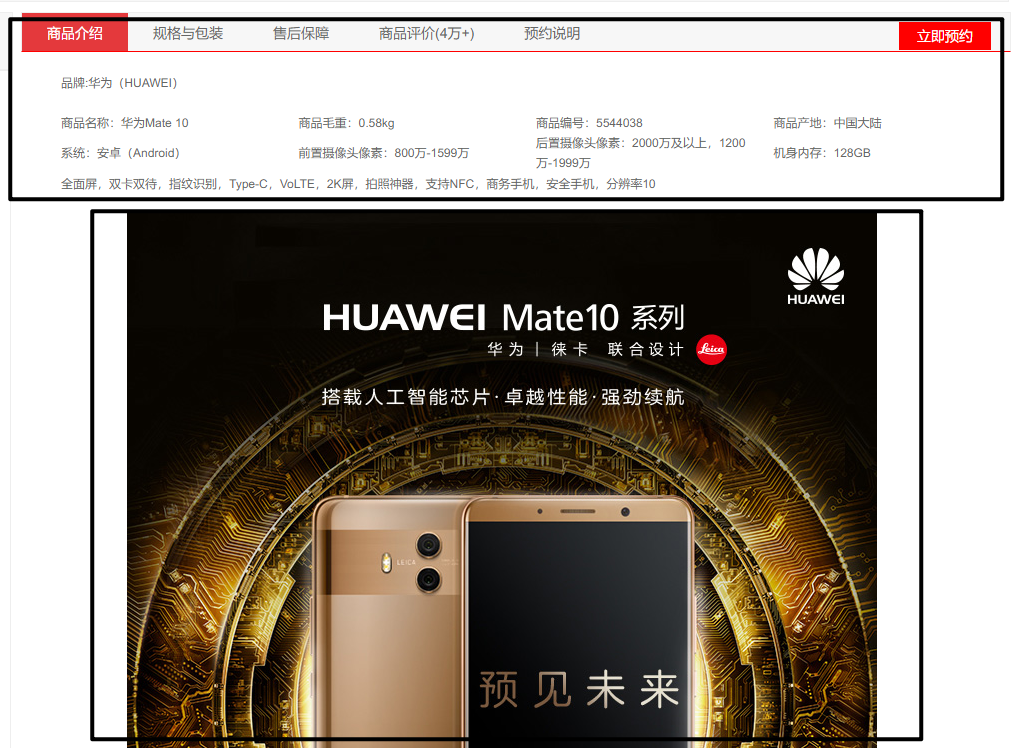 商品介绍 规格与包装 售后保障 商品评价(4万+) 预约说明 立即预约
品牌:华为（HUAWEI）
商品名称：华为Mate 10 商品毛重：0.58kg 商品编号：5544038 商品产地：中国大陆
系统：安卓（Android） 前置摄像头像素：800万-1599万 后置摄像头像素：2000万及以上，1200
万-1999万 机身内存：128GB
全面屏，双卡双待，指纹识别，Type-C，VoLTE，2K屏，拍照神器，支持NFC，商务手机，安全手机，分辨率10
HUAWEI
HUAWEI Mate10 系列
华为 | 徕卡 联合设计 Leica
搭载人工智能芯片·卓越性能·强劲续航
LEICA
预见未来